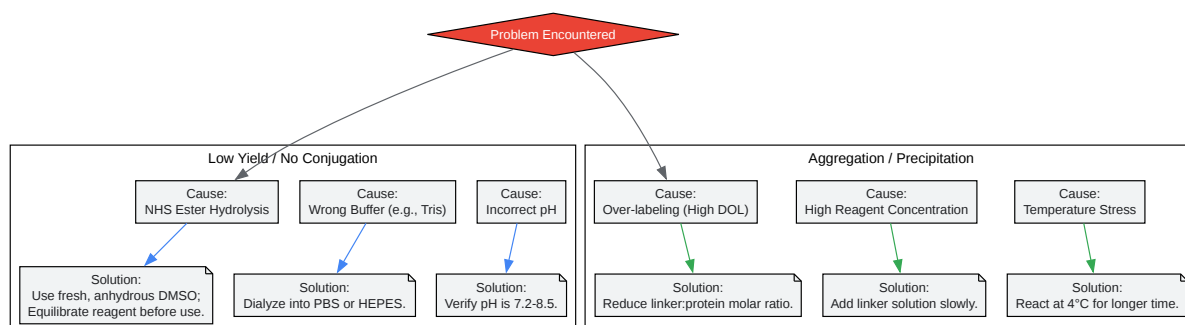 Problem Encountered
Low Yield / No Conjugation
Cause:
NHS Ester Hydrolysis
Cause:
Wrong Buffer (e.g., Tris)
Cause:
Incorrect pH
Solution:
Use fresh, anhydrous DMSO;
Equilibrate reagent before use.
Solution:
Dialyze into PBS or HEPES.
Solution:
Verify pH is 7.2-8.5.
Aggregation / Precipitation
Cause:
Over-labeling (High DOL)
Cause:
High Reagent Concentration
Cause:
Temperature Stress
Solution:
Reduce linker:protein molar ratio.
Solution:
Add linker solution slowly.
Solution:
React at 4°C for longer time.